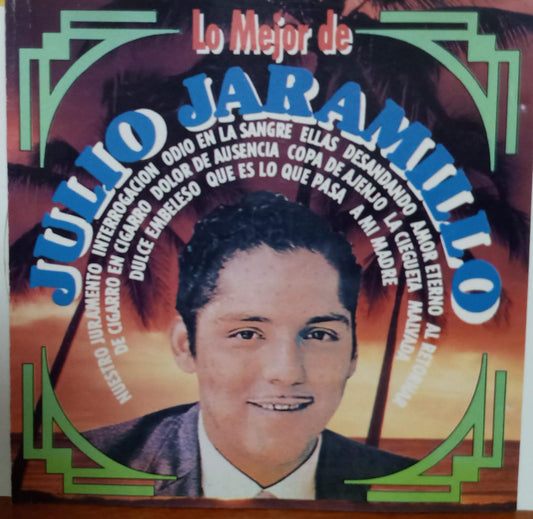 Lo Mejor de
JULIO JARAMILLO
NUESTRO JURAMENTO INTERROGACION ODIO EN LA SANGRE ELLAS DESANDANDO AMOR ETERNO AL RETORNAR
DE CIGARRO EN CIGARRO DOLOR DE AUSENCIA COPA DE AJENJO LA CIEGUETA MALVADA
DULCE EMBELESO QUE ES LO QUE PASA A MI MADRE